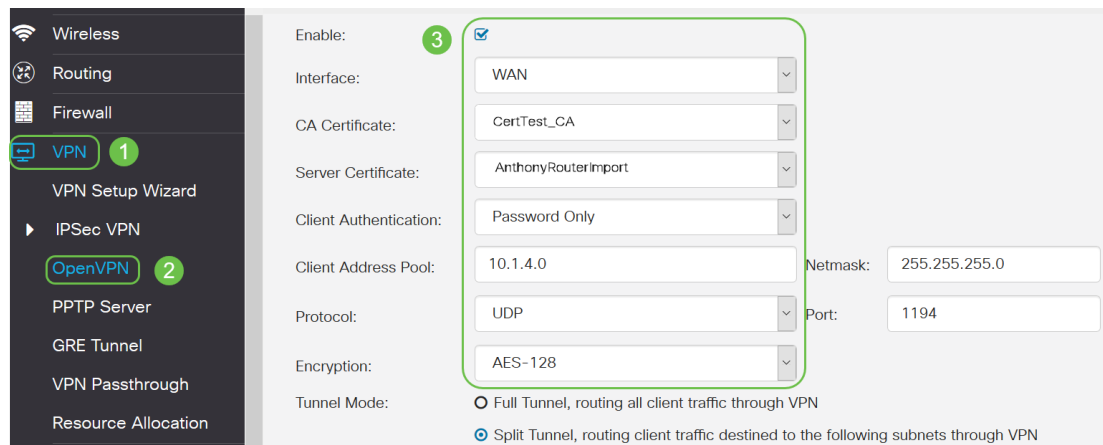 Wireless
Routing
Firewall
VPN 1
VPN Setup Wizard
IPSec VPN
OpenVPN 2
PPTP Server
GRE Tunnel
VPN Passthrough
Resource Allocation
Enable: 3
Interface: WAN
CA Certificate: CertTest_CA
Server Certificate: AnthonyRouterImport
Client Authentication: Password Only
Client Address Pool: 10.1.4.0 Netmask: 255.255.255.0
Protocol: UDP Port: 1194
Encryption: AES-128
Tunnel Mode: Full Tunnel, routing all client traffic through VPN
Split Tunnel, routing client traffic destined to the following subnets through VPN